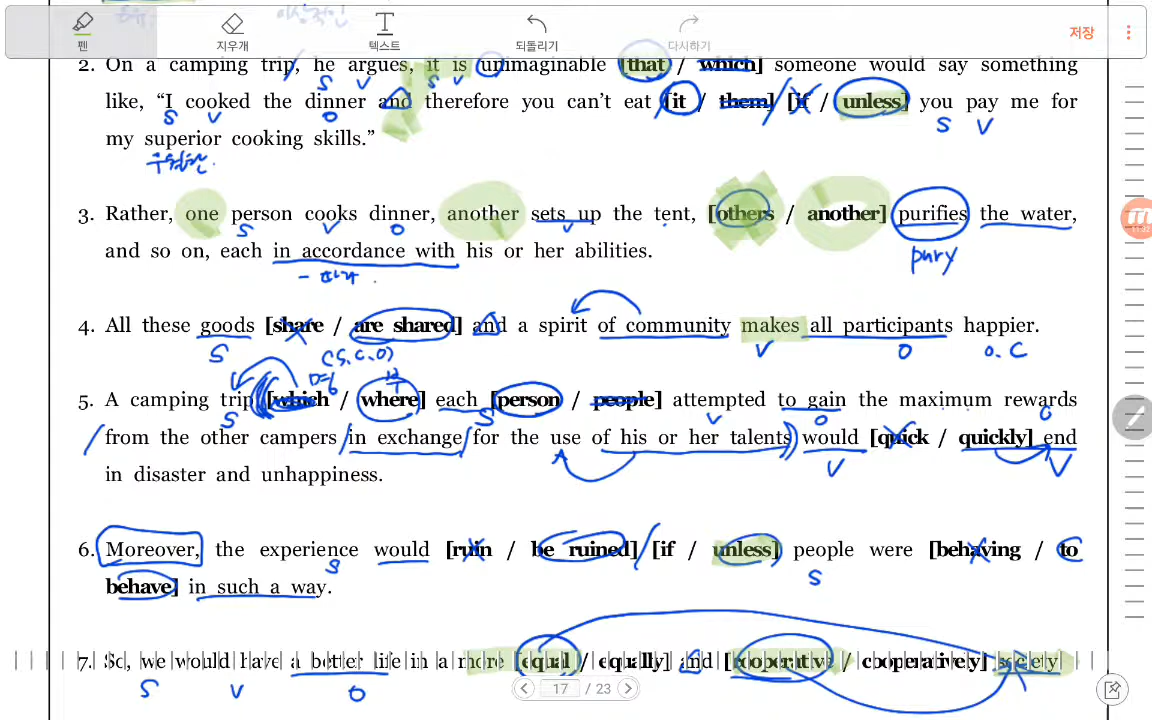 펜
지우개
텍스트
되돌리기
다시하기
저장
2. On a camping trip, he argues, it is unimaginable [that / which] someone would say something
S V S V
like, “I cooked the dinner and therefore you can’t eat [it / them] [if / unless] you pay me for
S V O S V
my superior cooking skills.”
3. Rather, one person cooks dinner, another sets up the tent, [others / another] purifies the water,
S V O V
and so on, each in accordance with his or her abilities.
4. All these goods [share / are shared] and a spirit of community makes all participants happier.
S V O O.C
(S, C, O)
5. A camping trip [which / where] each [person / people] attempted to gain the maximum rewards
S S V O O
from the other campers in exchange for the use of his or her talents would [quick / quickly] end
V V
in disaster and unhappiness.
6. Moreover, the experience would [ruin / be ruined] [if / unless] people were [behaving / to
S S
behave] in such a way.
7. So, we would have a better life in a more [equal / equally] and [cooperative / cooperatively] society
S V O
17 / 23